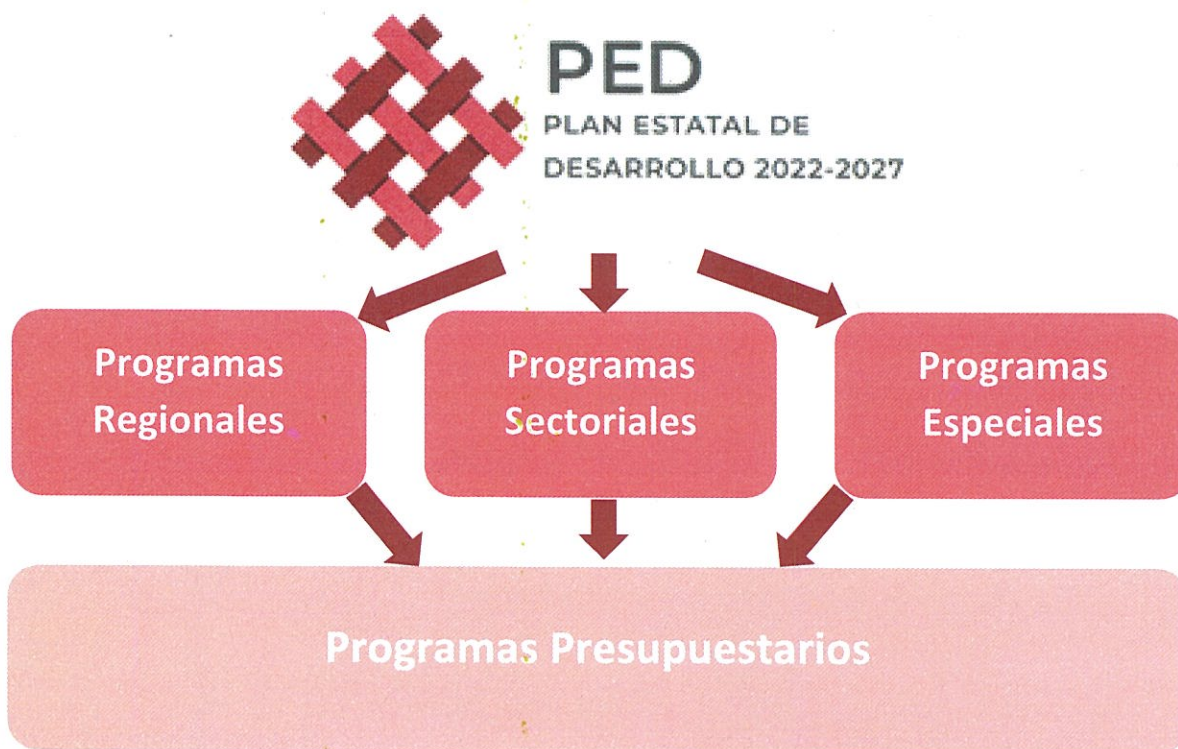 PED
PLAN ESTATAL DE
DESARROLLO 2022-2027
Programas
Regionales
Programas
Sectoriales
Programas
Especiales
Programas Presupuestarios